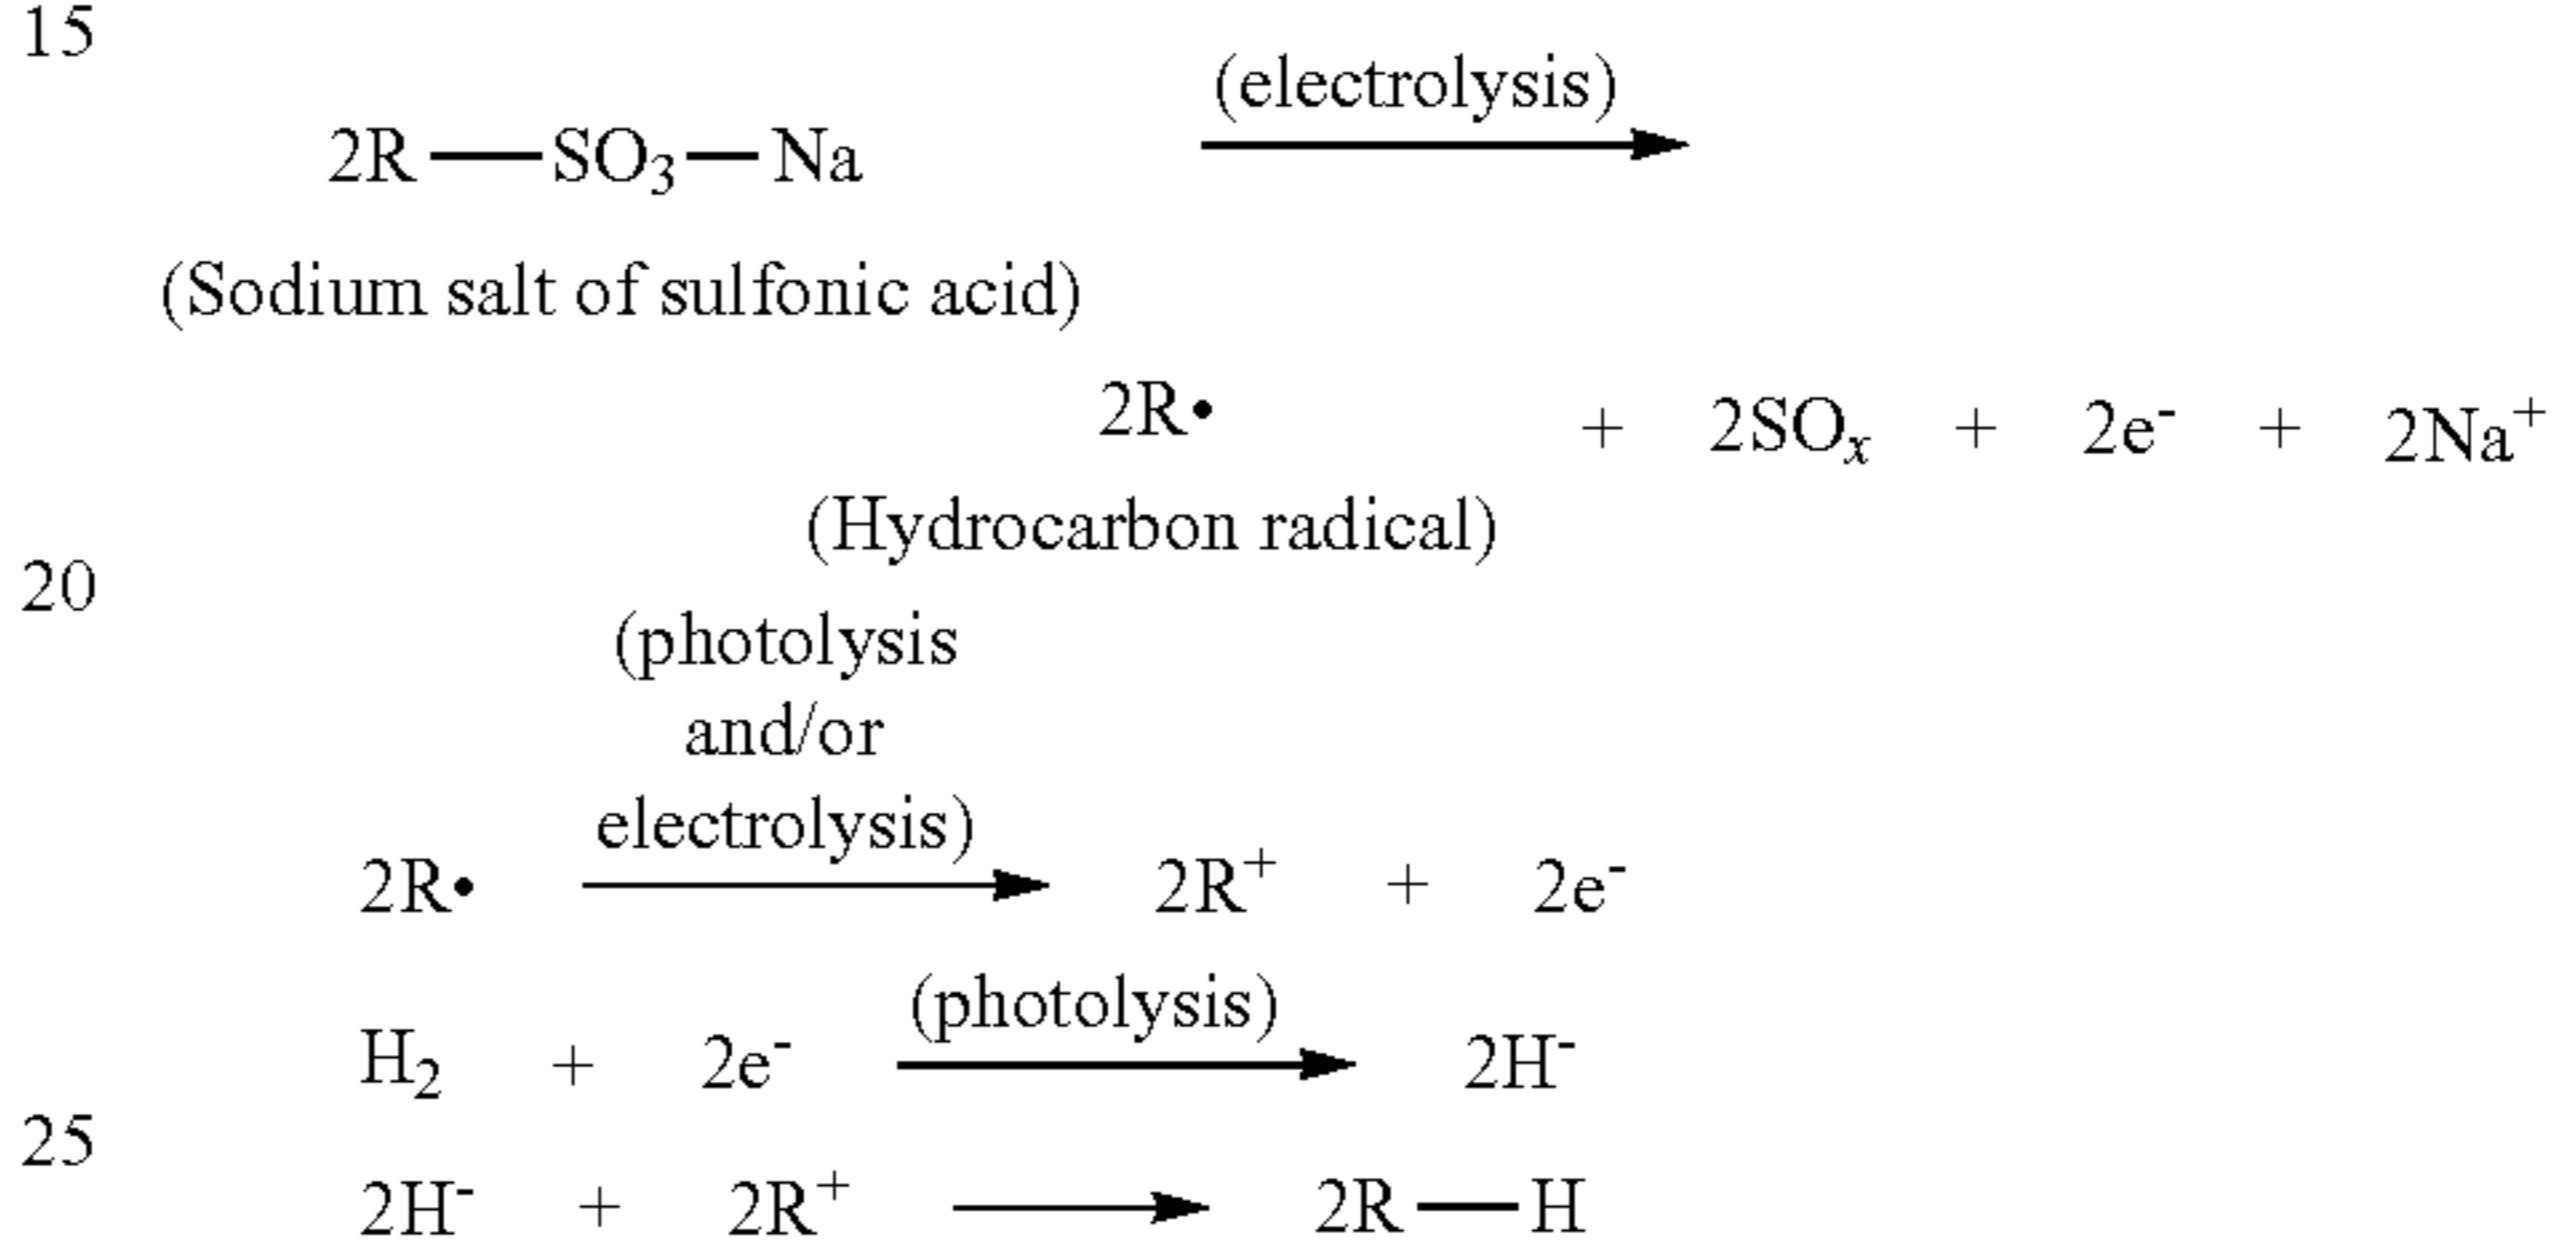 15
(electrolysis)
2R—SO₃—Na
(Sodium salt of sulfonic acid)
2R• + 2SOₓ + 2e⁻ + 2Na⁺
(Hydrocarbon radical)
20
(photolysis
and/or
electrolysis)
2R• 2R⁺ + 2e⁻
(photolysis)
H₂ + 2e⁻ 2H⁻
25
2H⁻ + 2R⁺ 2R—H